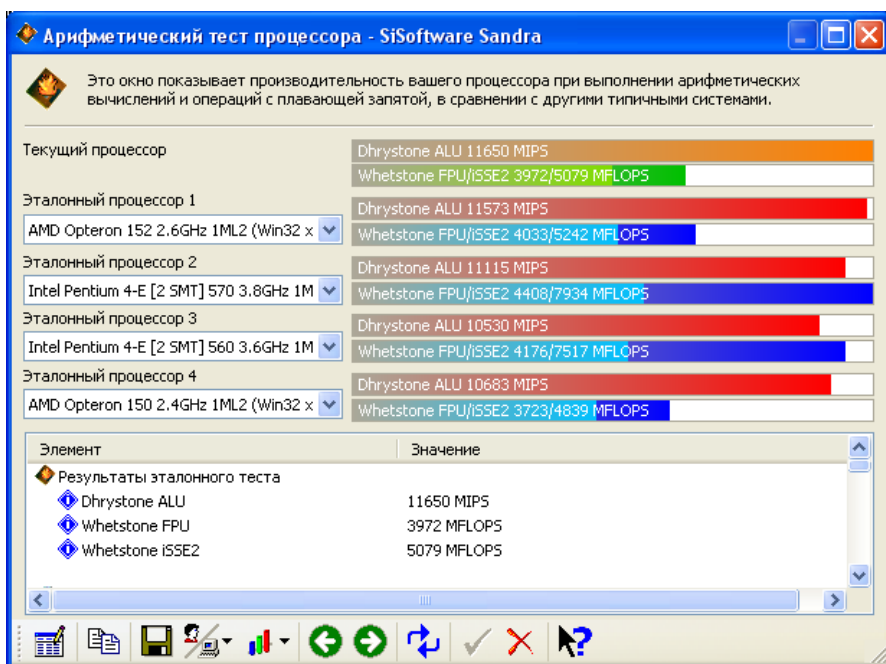 Арифметический тест процессора - SiSoftware Sandra
Это окно показывает производительность вашего процессора при выполнении арифметических
вычислений и операций с плавающей запятой, в сравнении с другими типичными системами.
Текущий процессор
Dhrystone ALU 11650 MIPS
Whetstone FPU/iSSE2 3972/5079 MFLOPS
Эталонный процессор 1
AMD Opteron 152 2.6GHz 1ML2 (Win32 x
Dhrystone ALU 11573 MIPS
Whetstone FPU/iSSE2 4033/5242 MFLOPS
Эталонный процессор 2
Intel Pentium 4-E [2 SMT] 570 3.8GHz 1M
Dhrystone ALU 11115 MIPS
Whetstone FPU/iSSE2 4408/7934 MFLOPS
Эталонный процессор 3
Intel Pentium 4-E [2 SMT] 560 3.6GHz 1M
Dhrystone ALU 10530 MIPS
Whetstone FPU/iSSE2 4176/7517 MFLOPS
Эталонный процессор 4
AMD Opteron 150 2.4GHz 1ML2 (Win32 x
Dhrystone ALU 10683 MIPS
Whetstone FPU/iSSE2 3723/4839 MFLOPS
Элемент Значение
Результаты эталонного теста
Dhrystone ALU 11650 MIPS
Whetstone FPU 3972 MFLOPS
Whetstone iSSE2 5079 MFLOPS